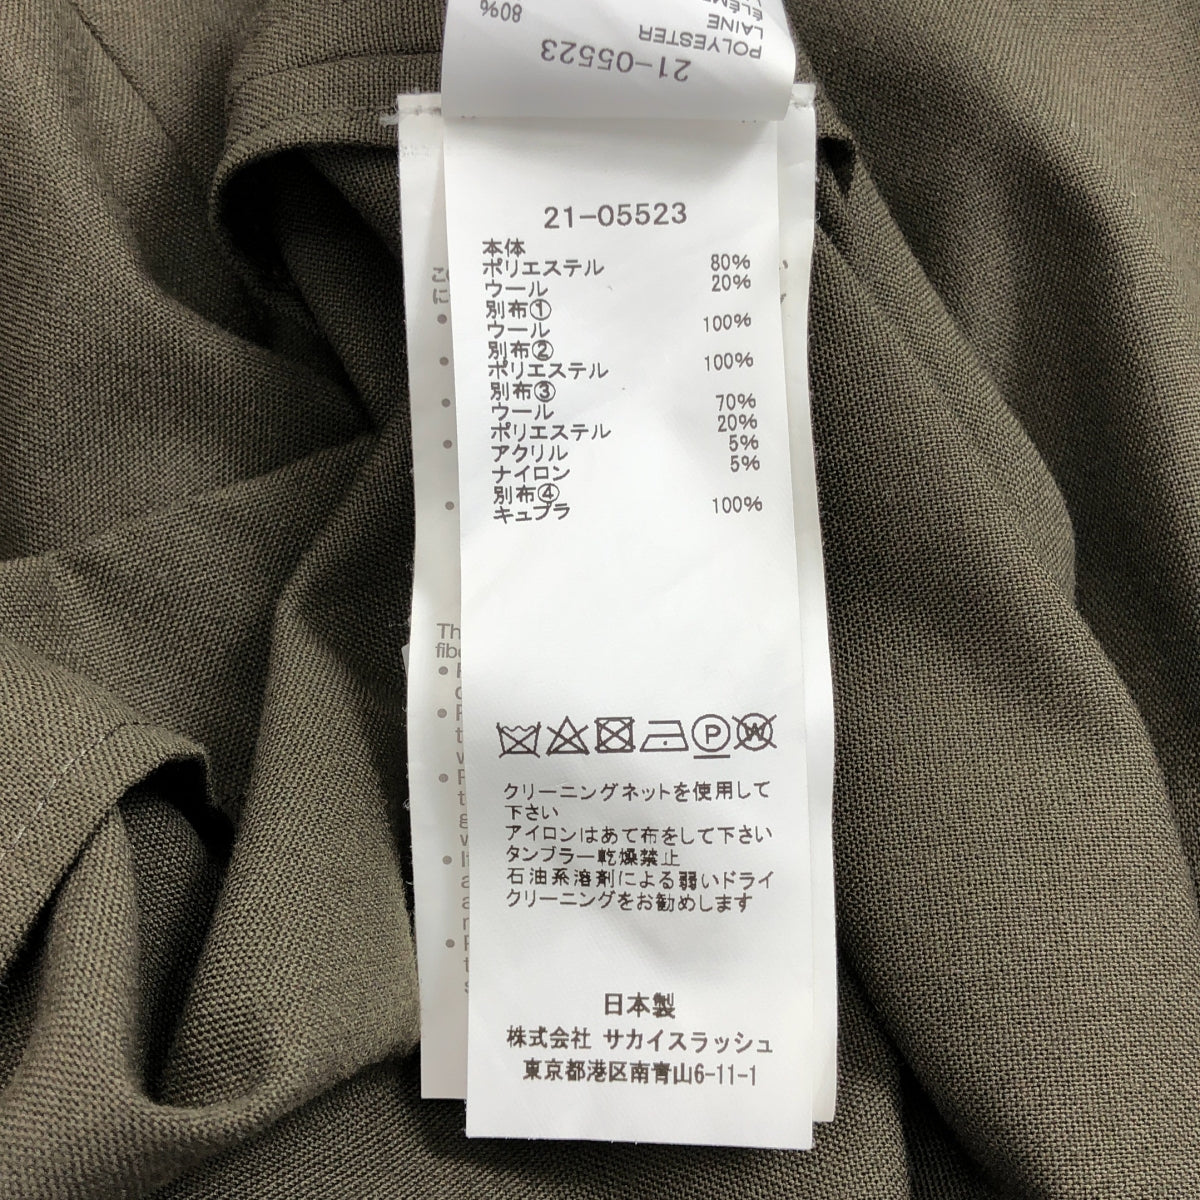 80%
ÉLÉM
LAINE
POLYESTER
21-05523
21-05523
本体
ポリエステル 80%
ウール 20%
別布①
ウール 100%
別布②
ポリエステル 100%
別布③
ウール 70%
ポリエステル 20%
アクリル 5%
ナイロン 5%
別布④
キュプラ 100%
P W
クリーニングネットを使用して
下さい
アイロンはあて布をして下さい
タンブラー乾燥禁止
石油系溶剤による弱いドライ
クリーニングをお勧めします
日本製
株式会社 サカイスラッシュ
東京都港区南青山6-11-1
こ
に
Th
fib